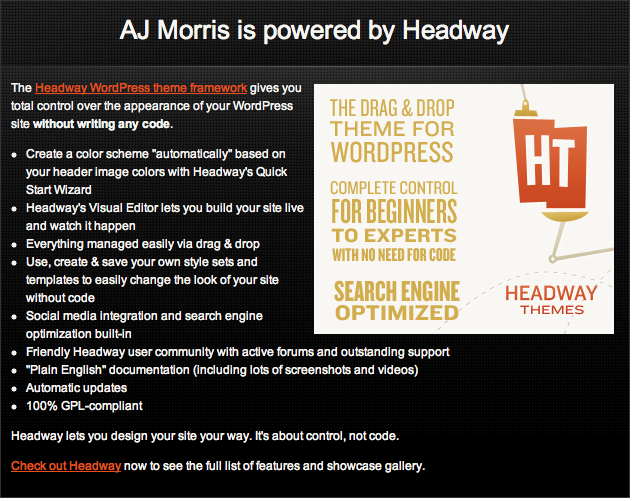 AJ Morris is powered by Headway
The Headway WordPress theme framework gives you
total control over the appearance of your WordPress
site without writing any code.
Create a color scheme "automatically" based on
your header image colors with Headway's Quick
Start Wizard
Headway's Visual Editor lets you build your site live
and watch it happen
Everything managed easily via drag & drop
Use, create & save your own style sets and
templates to easily change the look of your site
without code
Social media integration and search engine
optimization built-in
Friendly Headway user community with active forums and outstanding support
"Plain English" documentation (including lots of screenshots and videos)
Automatic updates
100% GPL-compliant
Headway lets you design your site your way. It's about control, not code.
Check out Headway now to see the full list of features and showcase gallery.
THE DRAG & DROP
THEME FOR
WORDPRESS
COMPLETE CONTROL
FOR BEGINNERS
TO EXPERTS
WITH NO NEED FOR CODE
SEARCH ENGINE
OPTIMIZED
HT
HEADWAY
THEMES